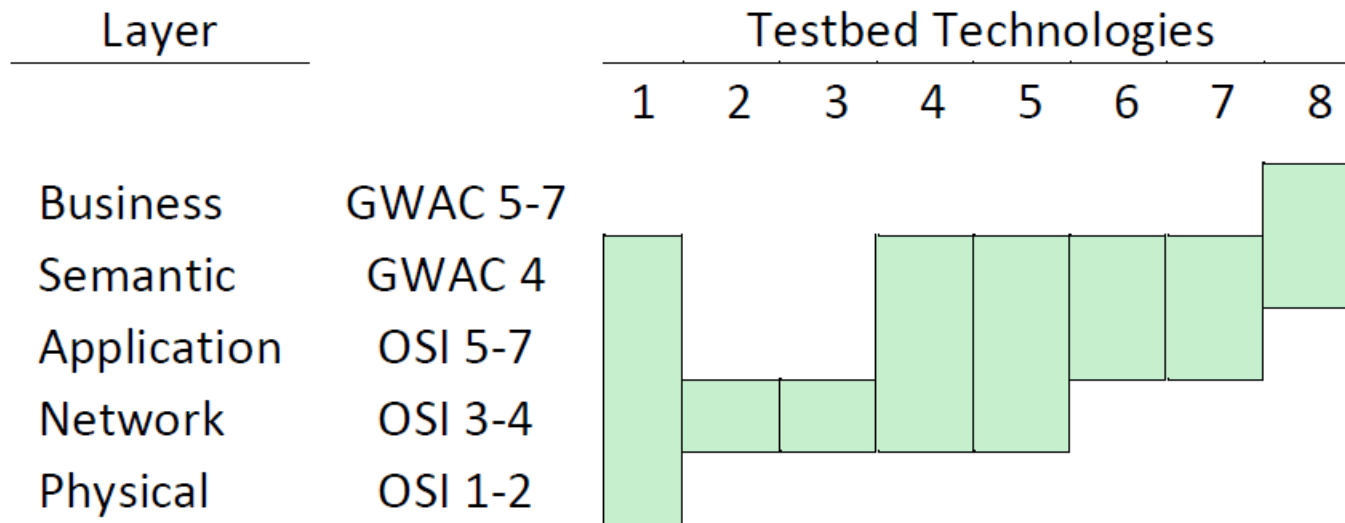 Layer Testbed Technologies
1 2 3 4 5 6 7 8
Business GWAC 5-7
Semantic GWAC 4
Application OSI 5-7
Network OSI 3-4
Physical OSI 1-2